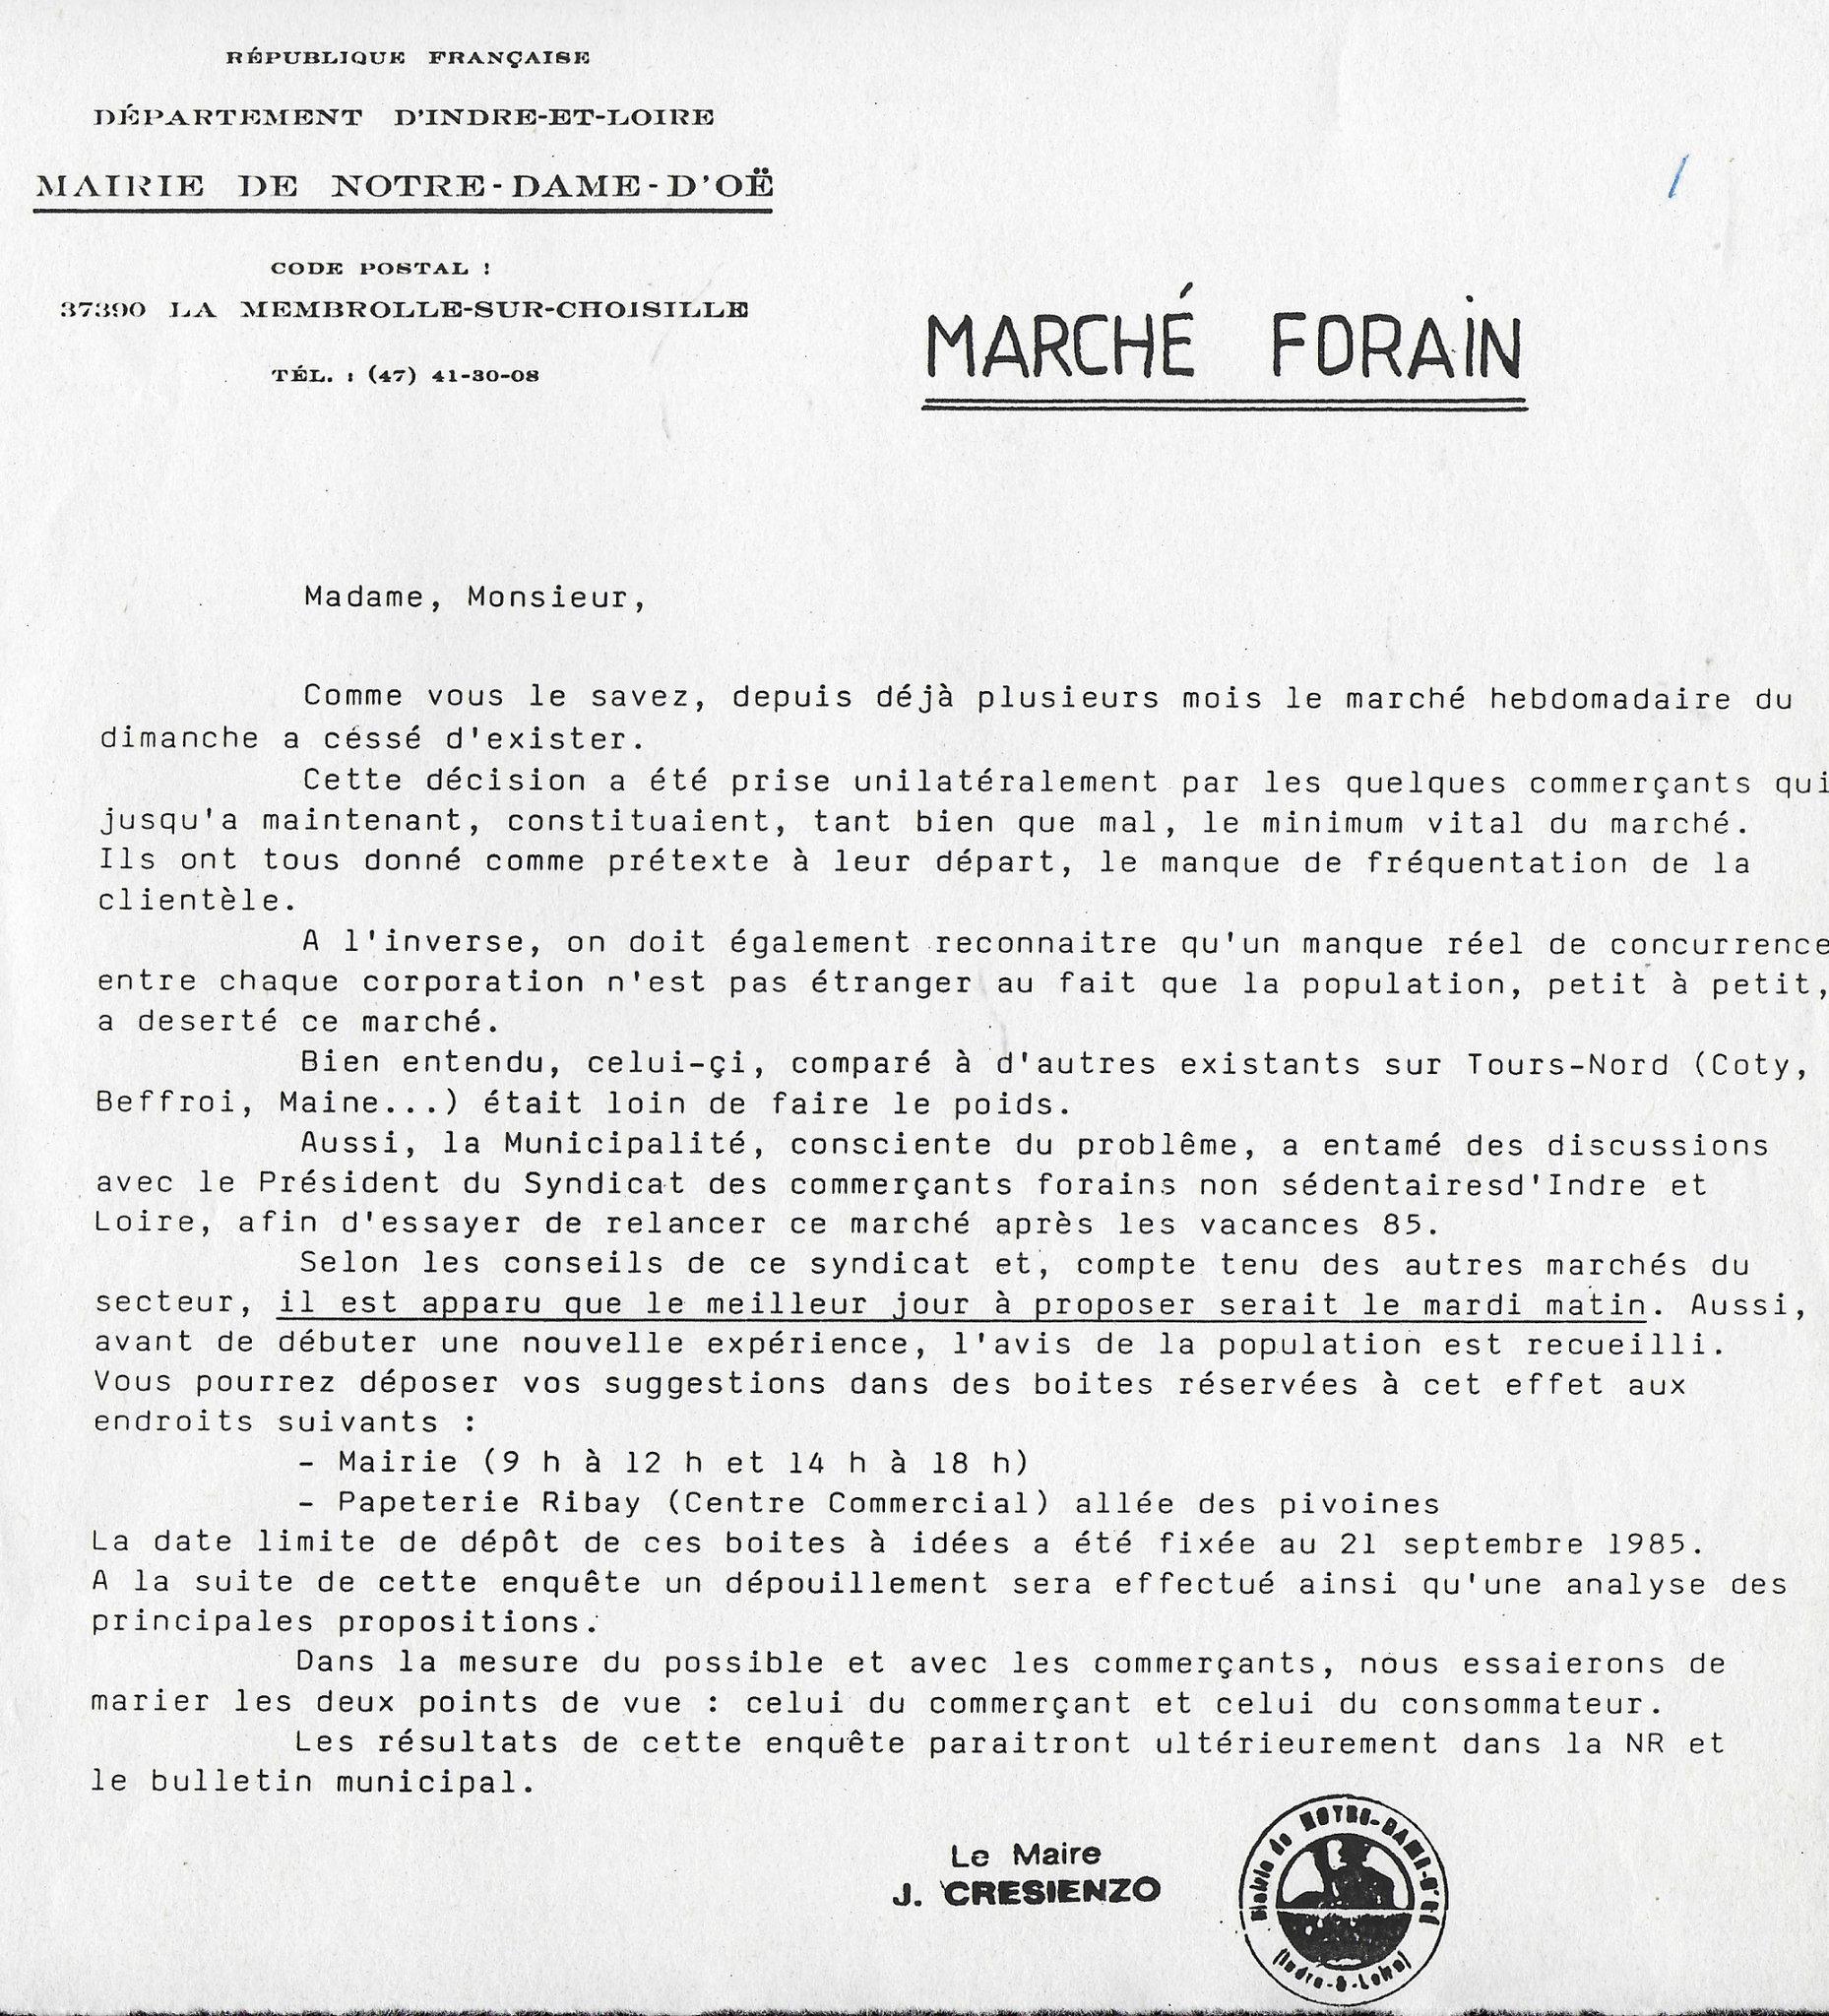 RÉPUBLIQUE FRANÇAISE
DÉPARTEMENT D'INDRE-ET-LOIRE
MAIRIE DE NOTRE-DAME-D'OË
CODE POSTAL :
37390 LA MEMBROLLE-SUR-CHOISILLE
TÉL. : (47) 41-30-08
MARCHÉ FORAIN
Madame, Monsieur,
Comme vous le savez, depuis déjà plusieurs mois le marché hebdomadaire du
dimanche a céssé d'exister.
Cette décision a été prise unilatéralement par les quelques commerçants qui
jusqu'a maintenant, constituaient, tant bien que mal, le minimum vital du marché.
Ils ont tous donné comme prétexte à leur départ, le manque de fréquentation de la
clientèle.
A l'inverse, on doit également reconnaitre qu'un manque réel de concurrence
entre chaque corporation n'est pas étranger au fait que la population, petit à petit,
a deserté ce marché.
Bien entendu, celui-çi, comparé à d'autres existants sur Tours-Nord (Coty,
Beffroi, Maine...) était loin de faire le poids.
Aussi, la Municipalité, consciente du problême, a entamé des discussions
avec le Président du Syndicat des commerçants forains non sédentairesd'Indre et
Loire, afin d'essayer de relancer ce marché après les vacances 85.
Selon les conseils de ce syndicat et, compte tenu des autres marchés du
secteur, il est apparu que le meilleur jour à proposer serait le mardi matin. Aussi,
avant de débuter une nouvelle expérience, l'avis de la population est recueilli.
Vous pourrez déposer vos suggestions dans des boites réservées à cet effet aux
endroits suivants :
- Mairie (9 h à 12 h et 14 h à 18 h)
- Papeterie Ribay (Centre Commercial) allée des pivoines
La date limite de dépôt de ces boites à idées a été fixée au 21 septembre 1985.
A la suite de cette enquête un dépouillement sera effectué ainsi qu'une analyse des
principales propositions.
Dans la mesure du possible et avec les commerçants, nous essaierons de
marier les deux points de vue : celui du commerçant et celui du consommateur.
Les résultats de cette enquête paraitront ultérieurement dans la NR et
le bulletin municipal.
Le Maire
J. CRESIENZO
Mairie de NOTRE-DAME-D'OË
(Indre-&-Loire)